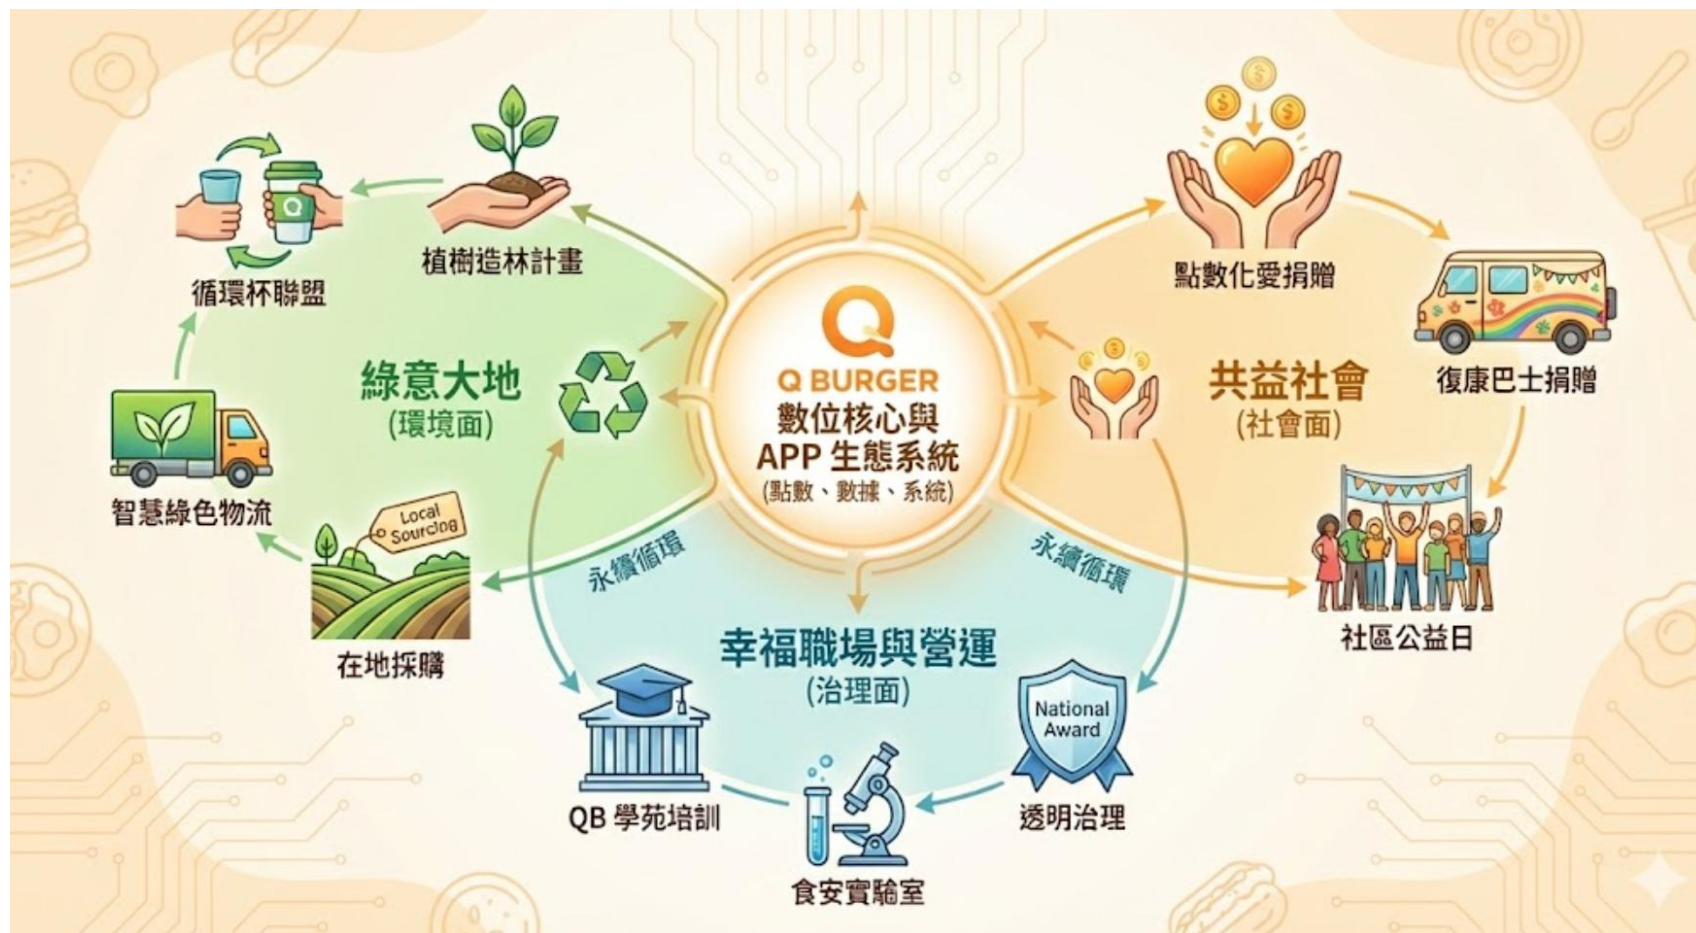 植樹造林計畫
循環杯聯盟
智慧綠色物流
Local
在地採購
綠意大地
(環境面)
永續循環
Q BURGER
數位核心與
APP 生態系統
(點數、數據、系統)
點數化愛捐贈
復康巴士捐贈
共益社會
(社會面)
社區公益日
永續循環
幸福職場與營運
(治理面)
QB 學苑培訓
食安實驗室
National
Award
透明治理